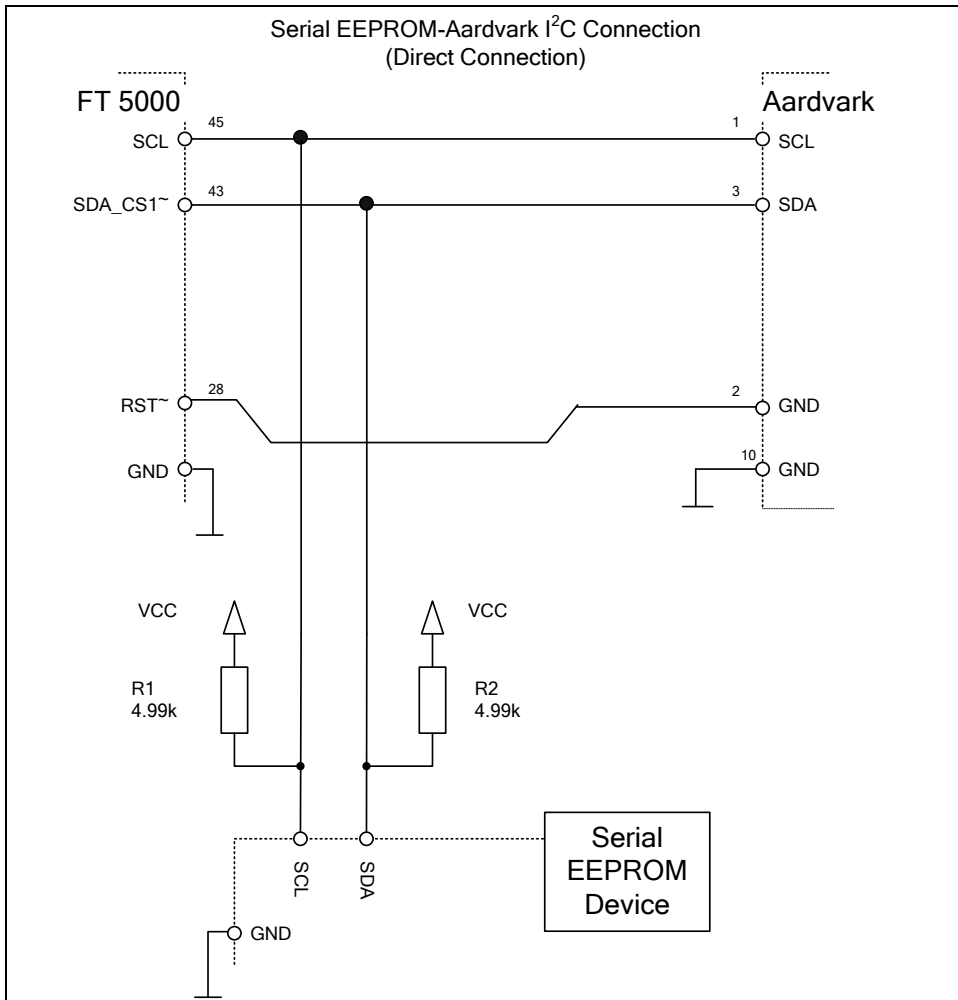 Serial EEPROM-Aardvark I²C Connection
(Direct Connection)
FT 5000
Aardvark
SCL
45
1
SCL
SDA_CS1~
43
3
SDA
RST~
28
2
GND
GND
10
GND
VCC
VCC
R1
4.99k
R2
4.99k
SCL
SDA
Serial
EEPROM
Device
GND